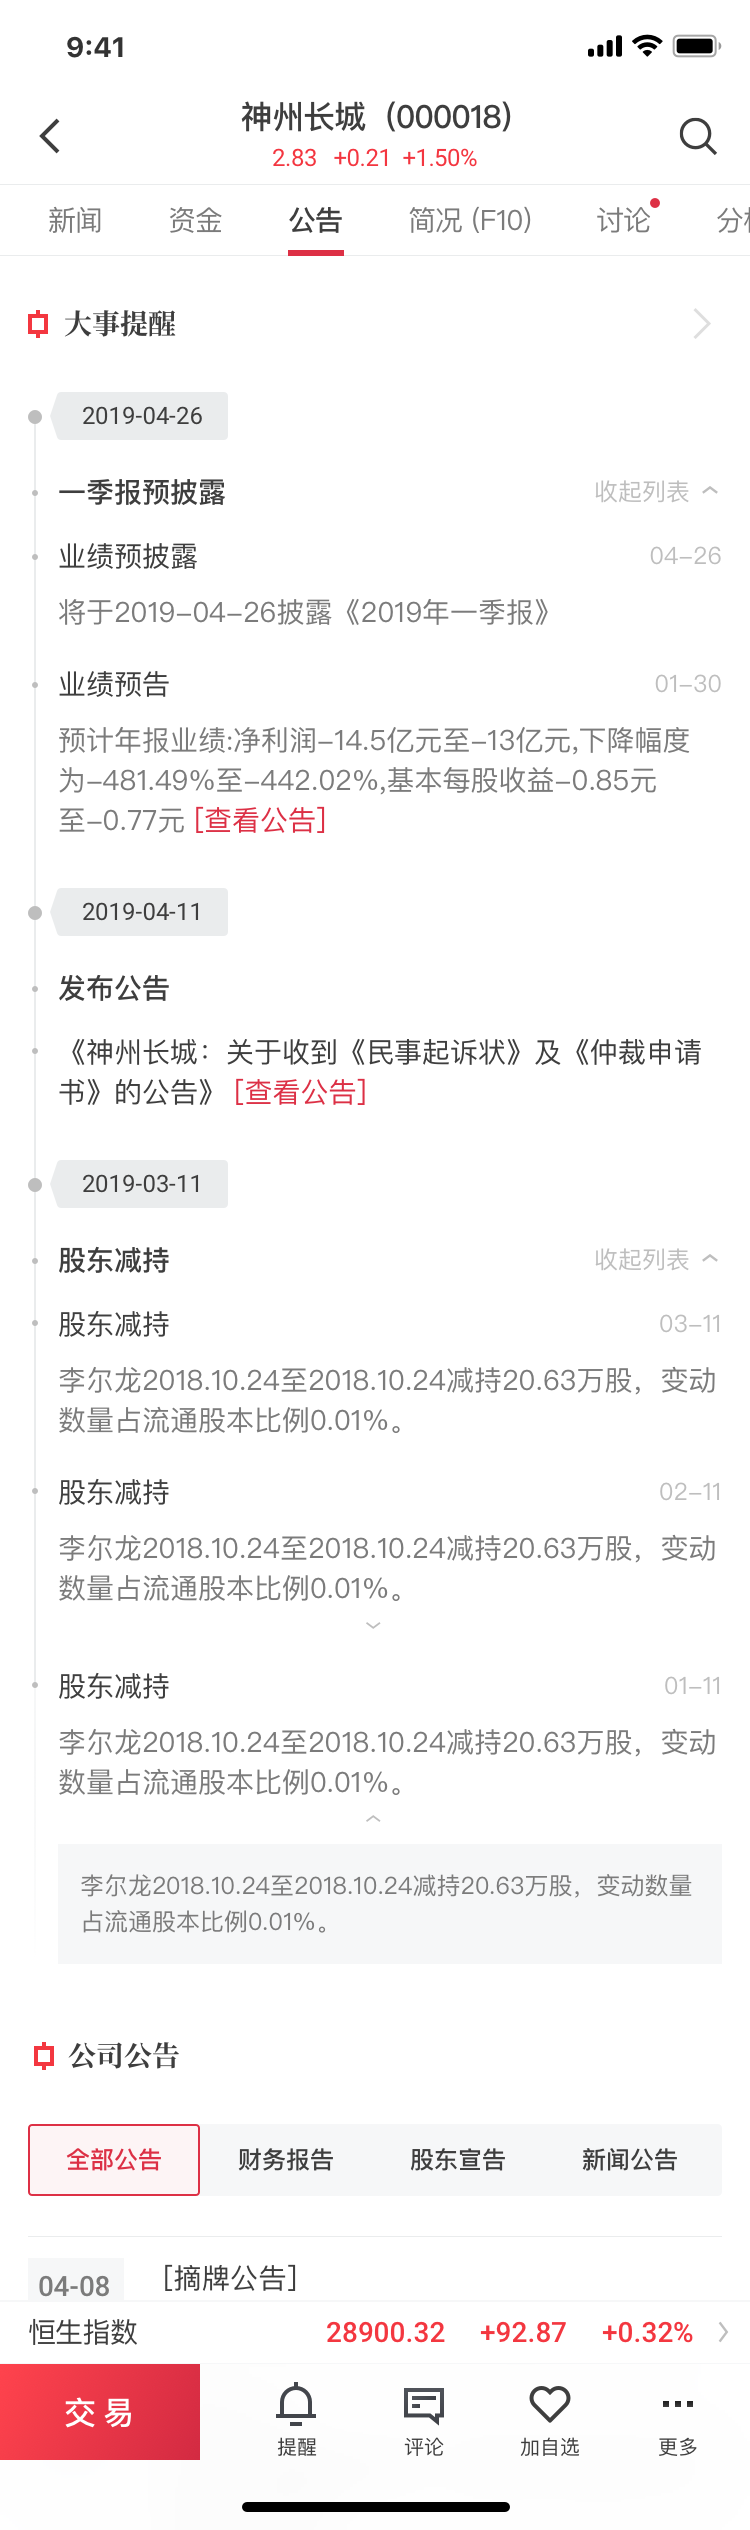 9:41
神州长城（000018）
2.83 +0.21 +1.50%
新闻 资金 公告 简况 (F10) 讨论
大事提醒
2019-04-26
一季报预披露 收起列表
业绩预披露 04-26
将于2019-04-26披露《2019年一季报》
业绩预告 01-30
预计年报业绩:净利润-14.5亿元至-13亿元,下降幅度
为-481.49%至-442.02%,基本每股收益-0.85元
至-0.77元 [查看公告]
2019-04-11
发布公告
《神州长城：关于收到《民事起诉状》及《仲裁申请
书》的公告》 [查看公告]
2019-03-11
股东减持 收起列表
股东减持 03-11
李尔龙2018.10.24至2018.10.24减持20.63万股，变动
数量占流通股本比例0.01%。
股东减持 02-11
李尔龙2018.10.24至2018.10.24减持20.63万股，变动
数量占流通股本比例0.01%。
股东减持 01-11
李尔龙2018.10.24至2018.10.24减持20.63万股，变动
数量占流通股本比例0.01%。
李尔龙2018.10.24至2018.10.24减持20.63万股，变动数量
占流通股本比例0.01%。
公司公告
全部公告 财务报告 股东宣告 新闻公告
04-08 [摘牌公告]
恒生指数 28900.32 +92.87 +0.32%
交易 提醒 评论 加自选 更多